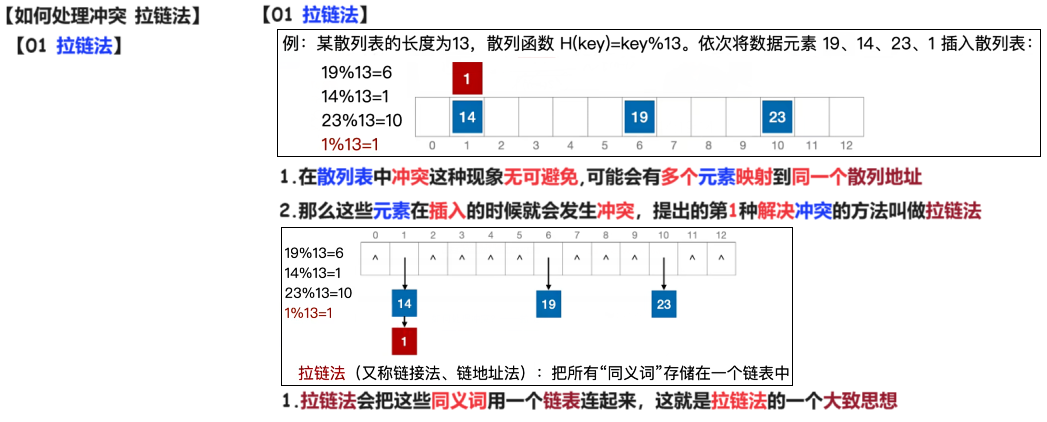 【如何处理冲突 拉链法】
【01 拉链法】
【01 拉链法】
例：某散列表的长度为13，散列函数 H(key)=key%13。依次将数据元素 19、14、23、1 插入散列表：
19%13=6
14%13=1
23%13=10
1%13=1
1
14 19 23
0 1 2 3 4 5 6 7 8 9 10 11 12
1.在散列表中冲突这种现象无可避免,可能会有多个元素映射到同一个散列地址
2.那么这些元素在插入的时候就会发生冲突，提出的第1种解决冲突的方法叫做拉链法
0 1 2 3 4 5 6 7 8 9 10 11 12
19%13=6
14%13=1
23%13=10
1%13=1
^ ^ ^ ^ ^ ^ ^ ^ ^ ^
14 19 23
1
拉链法（又称链接法、链地址法）：把所有“同义词”存储在一个链表中
1.拉链法会把这些同义词用一个链表连起来，这就是拉链法的一个大致思想